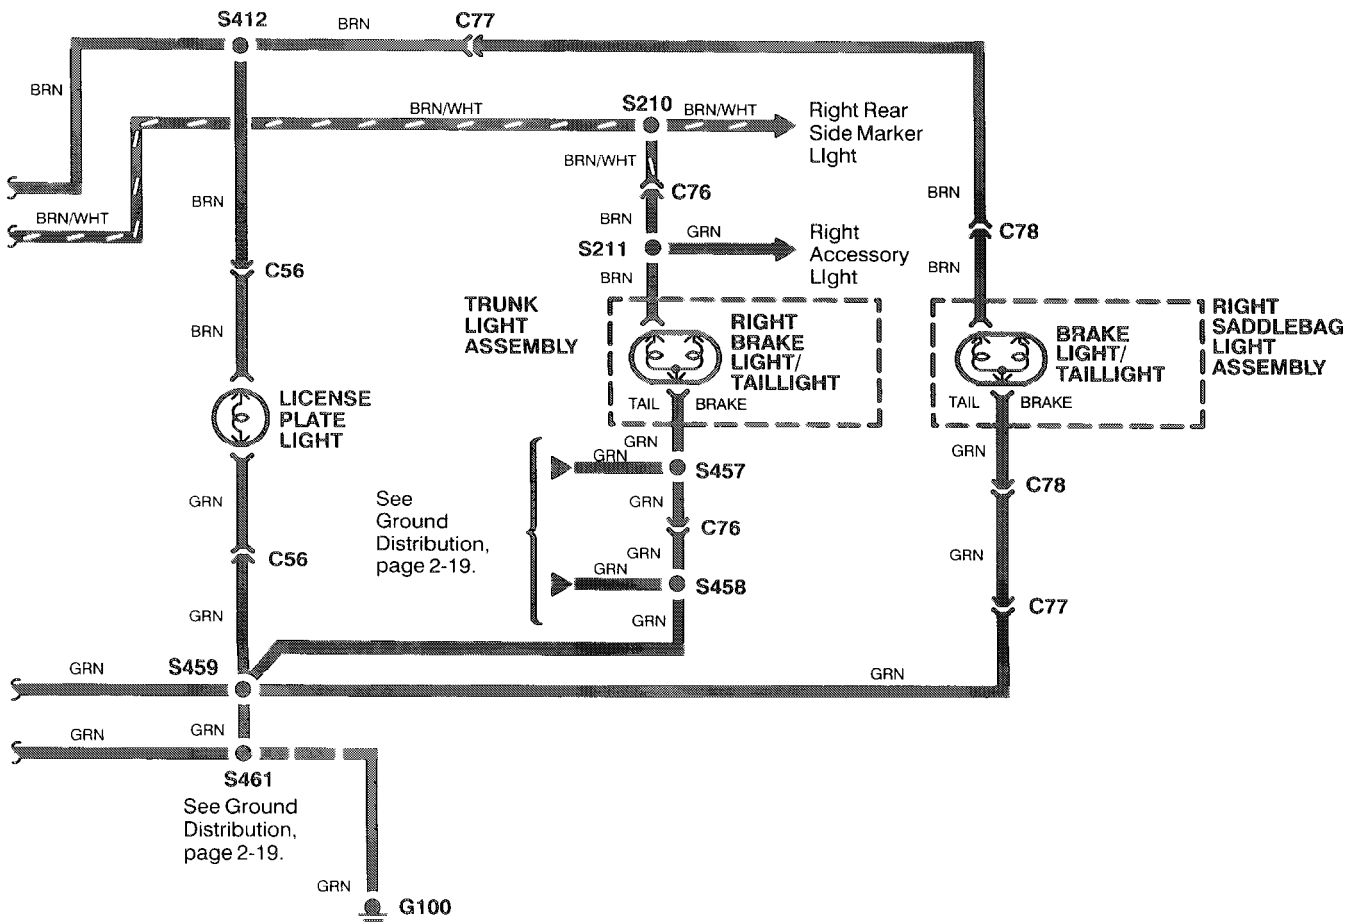 S412
BRN
C77
BRN
BRN/WHT
S210
BRN/WHT
Right Rear
Side Marker
LIght
BRN/WHT
C76
BRN
BRN
BRN/WHT
BRN
GRN
S211
Right
Accessory
LIght
C78
C56
BRN
BRN
TRUNK
LIGHT
ASSEMBLY
RIGHT
BRAKE
LIGHT/
TAILLIGHT
BRAKE
LIGHT/
TAILLIGHT
RIGHT
SADDLEBAG
LIGHT
ASSEMBLY
BRN
LICENSE
PLATE
LIGHT
TAIL
BRAKE
TAIL
BRAKE
GRN
GRN
S457
GRN
C78
See
Ground
Distribution,
page 2-19.
GRN
GRN
C76
GRN
GRN
GRN
C56
S458
GRN
C77
GRN
GRN
S459
GRN
GRN
GRN
GRN
S461
See Ground
Distribution,
page 2-19.
GRN
G100